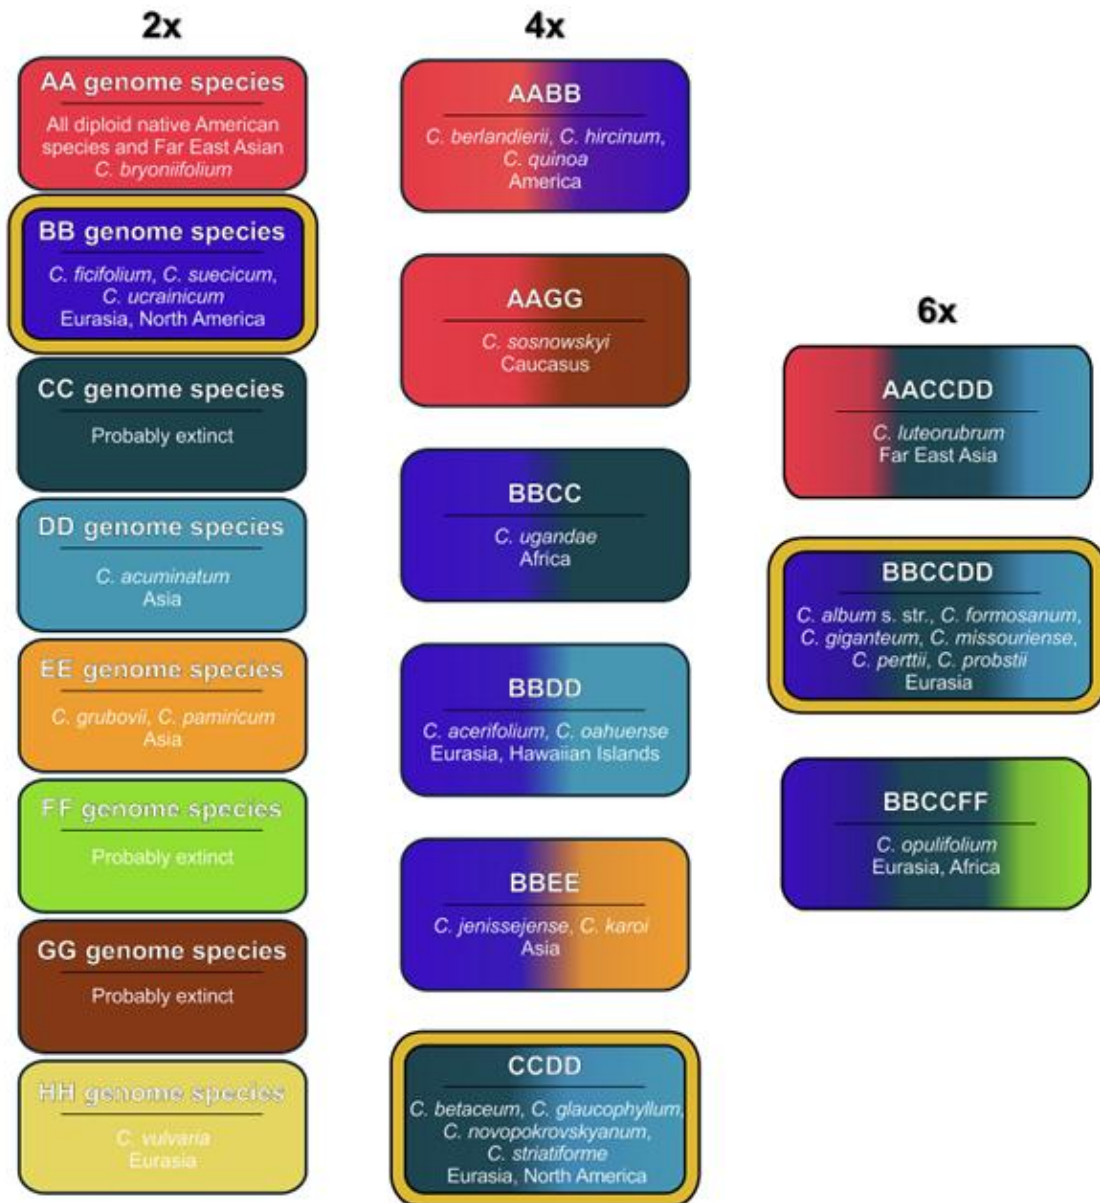 2x
AA genome species
All diploid native American
species and Far East Asian
C. bryoniifolium
BB genome species
C. ficifolium, C. suecicum,
C. ucrainicum
Eurasia, North America
CC genome species
Probably extinct
DD genome species
C. acuminatum
Asia
EE genome species
C. grubovii, C. pamiricum
Asia
FF genome species
Probably extinct
GG genome species
Probably extinct
HH genome species
C. vulvaria
Eurasia
4x
AABB
C. berlandierii, C. hircinum,
C. quinoa
America
AAGG
C. sosnowskyi
Caucasus
BBCC
C. ugandae
Africa
BBDD
C. acerifolium, C. oahuense
Eurasia, Hawaiian Islands
BBEE
C. jenissejense, C. karoi
Asia
CCDD
C. betaceum, C. glaucophyllum,
C. novopokrovskyanum,
C. striatiforme
Eurasia, North America
6x
AACCDD
C. luteorubrum
Far East Asia
BBCCDD
C. album s. str., C. formosanum,
C. giganteum, C. missouriense,
C. perttii, C. probstii
Eurasia
BBCCFF
C. opulifolium
Eurasia, Africa